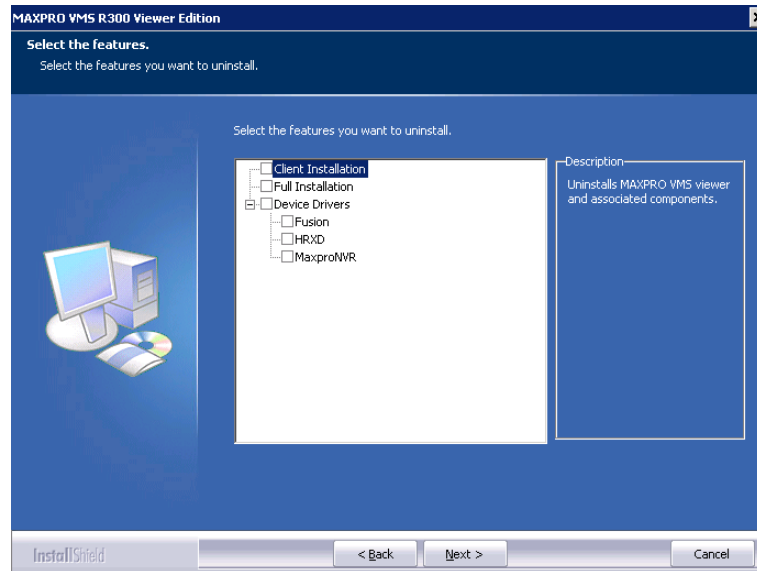 MAXPRO VMS R300 Viewer Edition
Select the features.
Select the features you want to uninstall.
Select the features you want to uninstall.
Client Installation
Full Installation
Device Drivers
Fusion
HRXD
MaxproNVR
Description
Uninstalls MAXPRO VMS viewer
and associated components.
InstallShield
< Back
Next >
Cancel